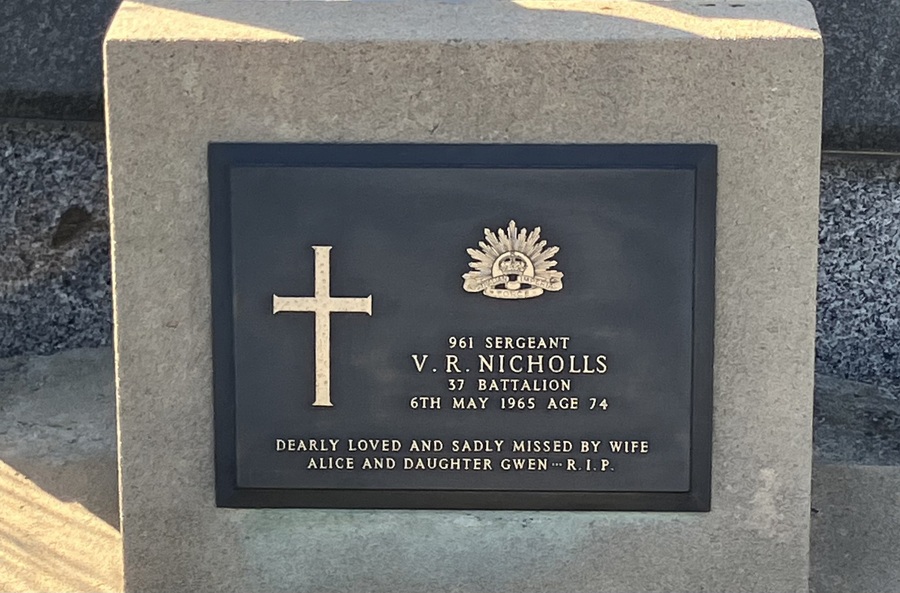 961 SERGEANT
V. R. NICHOLLS
37 BATTALION
6TH MAY 1965 AGE 74
DEARLY LOVED AND SADLY MISSED BY WIFE
ALICE AND DAUGHTER GWEN ··· R.I.P.